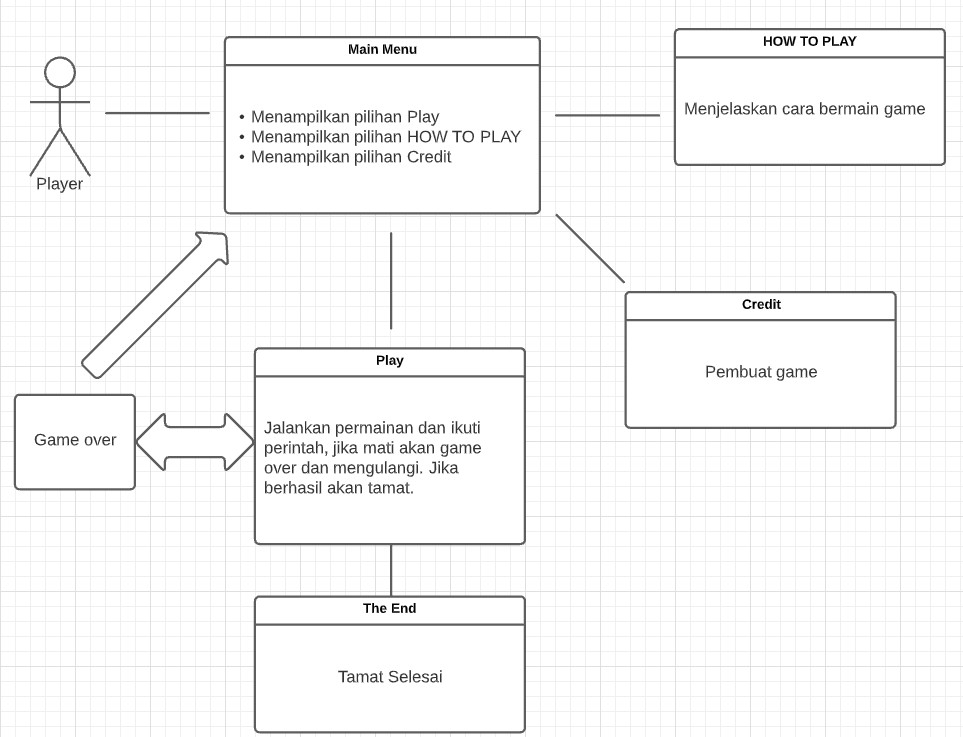 Player
Main Menu
• Menampilkan pilihan Play
• Menampilkan pilihan HOW TO PLAY
• Menampilkan pilihan Credit
HOW TO PLAY
Menjelaskan cara bermain game
Credit
Pembuat game
Game over
Play
Jalankan permainan dan ikuti
perintah, jika mati akan game
over dan mengulangi. Jika
berhasil akan tamat.
The End
Tamat Selesai